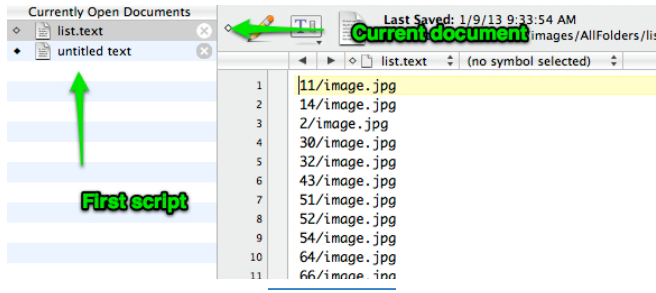 Currently Open Documents
list.text
untitled text
First script
Last Saved: 1/9/13 9:33:54 AM
Current document
images/AllFolders/lis
list.text
(no symbol selected)
1 11/image.jpg
2 14/image.jpg
3 2/image.jpg
4 30/image.jpg
5 32/image.jpg
6 43/image.jpg
7 51/image.jpg
8 52/image.jpg
9 54/image.jpg
10 64/image.jpg
11 66/image.jpg